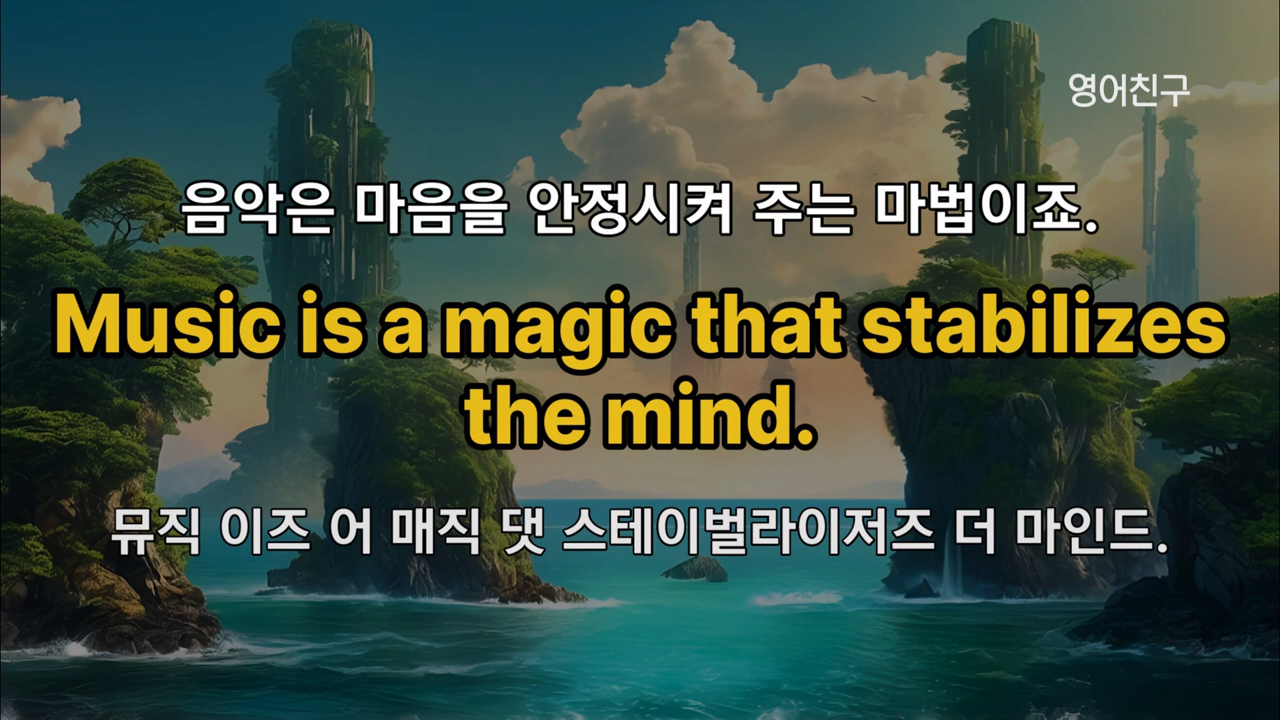 영어친구
음악은 마음을 안정시켜 주는 마법이죠.
Music is a magic that stabilizes
the mind.
뮤직 이즈 어 매직 댓 스테이벌라이저즈 더 마인드.